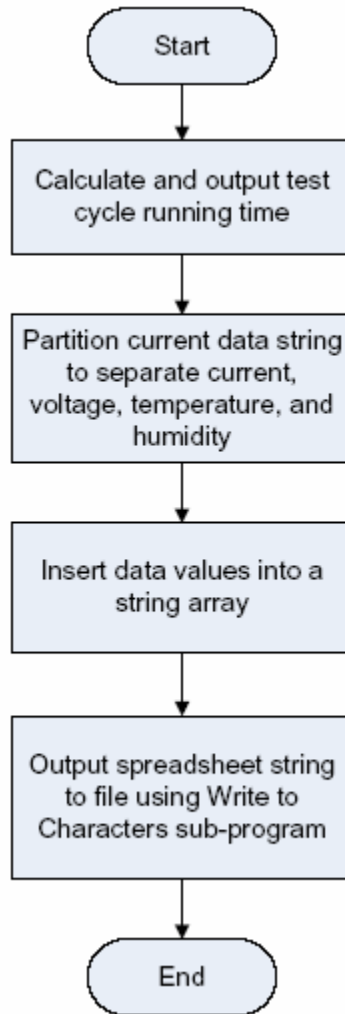 Start
Calculate and output test
cycle running time
Partition current data string
to separate current,
voltage, temperature, and
humidity
Insert data values into a
string array
Output spreadsheet string
to file using Write to
Characters sub-program
End